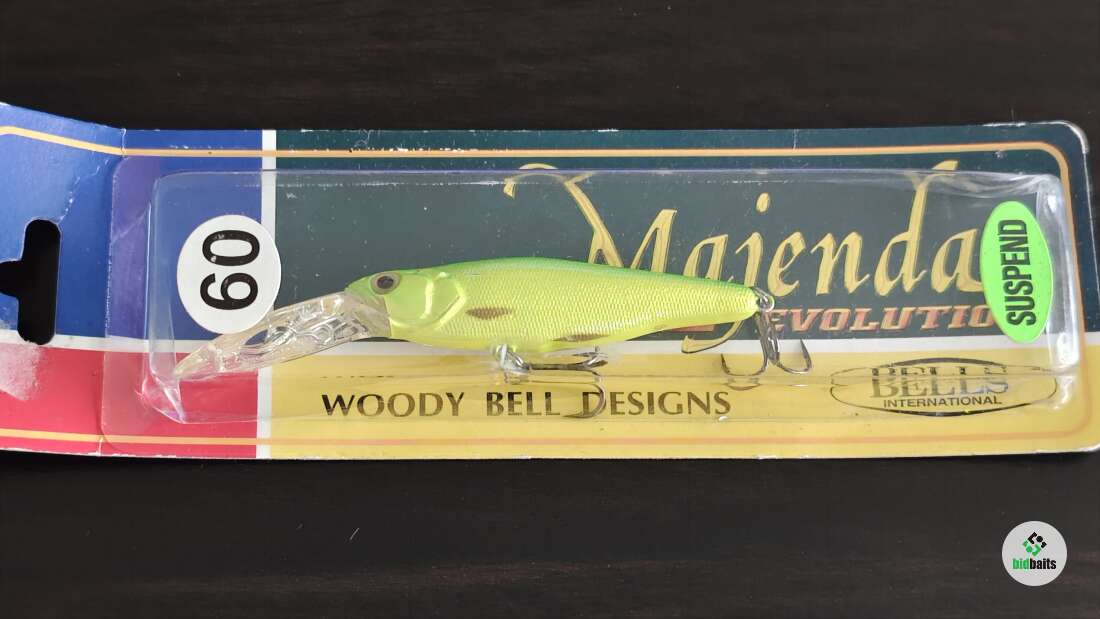 60
Majenda
EVOLUTIO
SUSPEND
WOODY BELL DESIGNS
BELLS
INTERNATIONAL
bidbaits